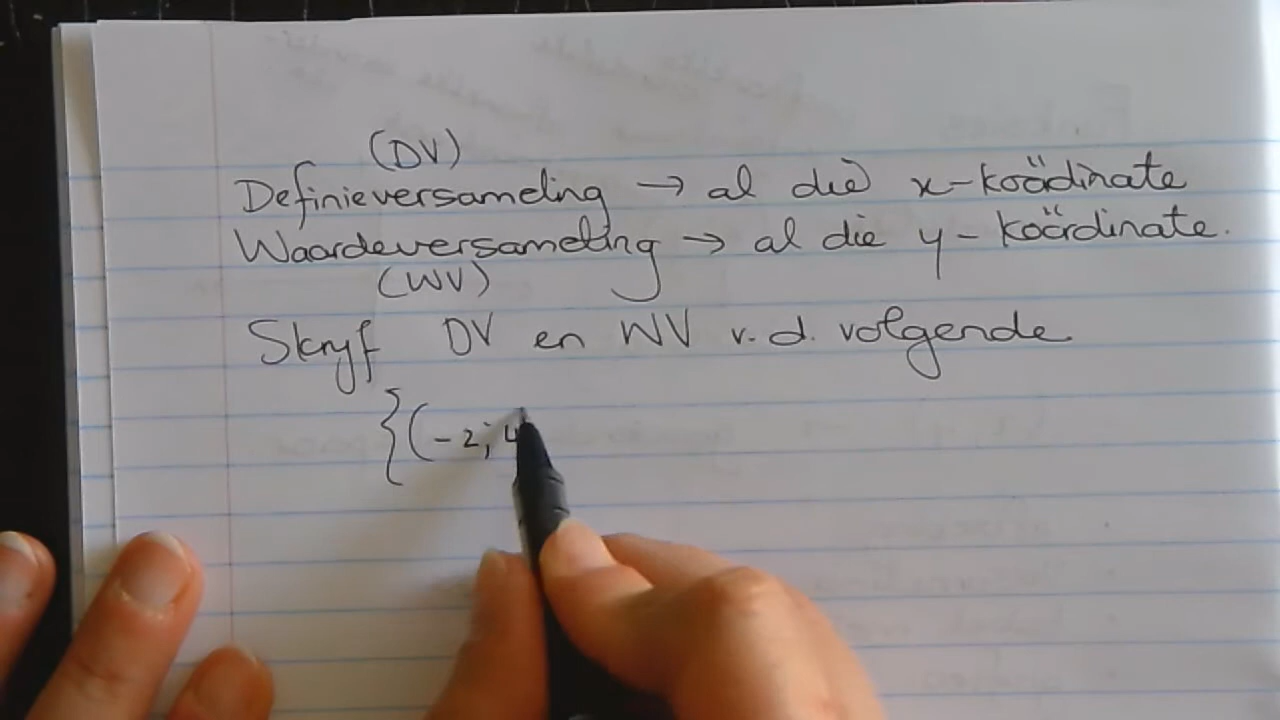 (DV)
Definieversameling → al die x-koördinate
Waardeversameling → al die y-koördinate.
(WV)
Skryf DV en WV v.d. volgende
{(-2; 4